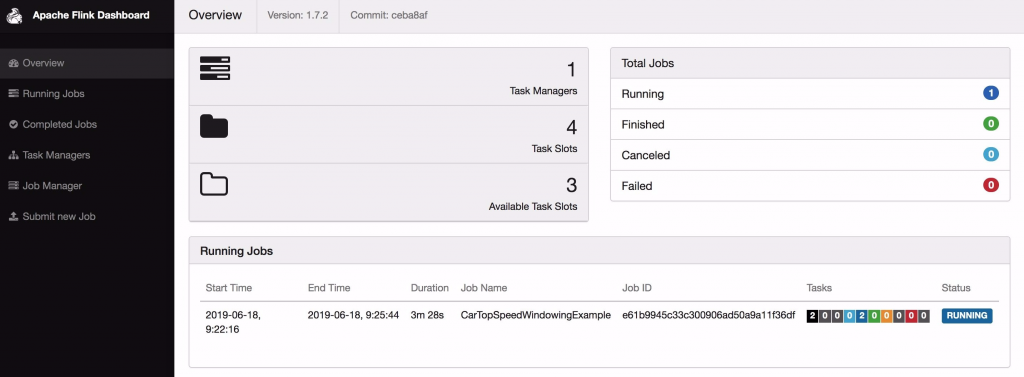 Apache Flink Dashboard
Overview
Version: 1.7.2
Commit: ceba8af
Overview
Running Jobs
Completed Jobs
Task Managers
Job Manager
Submit new Job
1
Task Managers
4
Task Slots
3
Available Task Slots
Total Jobs
Running 1
Finished 0
Canceled 0
Failed 0
Running Jobs
Start Time End Time Duration Job Name Job ID Tasks Status
2019-06-18, 2019-06-18, 9:25:44 3m 28s CarTopSpeedWindowingExample e61b9945c33c300906ad50a9a11f36df 2 0 0 0 2 0 0 0 0 0 RUNNING
9:22:16